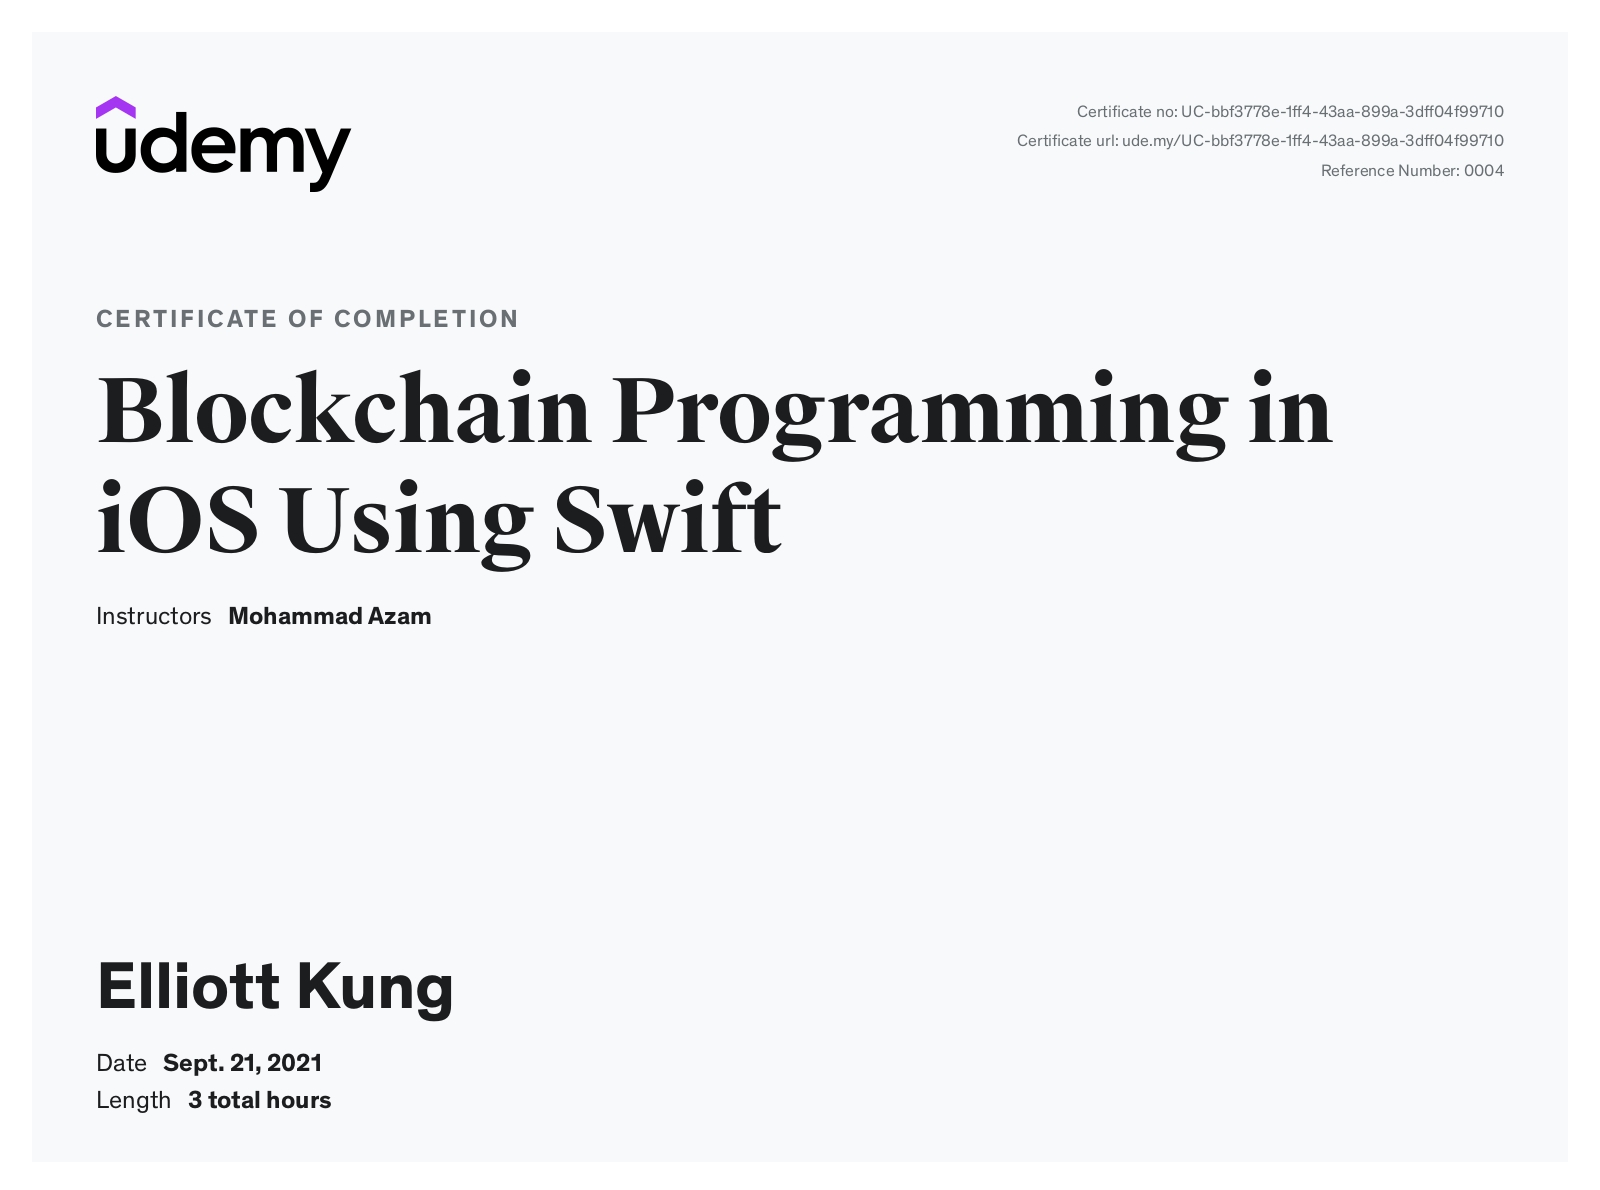 udemy
Certificate no: UC-bbf3778e-1ff4-43aa-899a-3dff04f99710
Certificate url: ude.my/UC-bbf3778e-1ff4-43aa-899a-3dff04f99710
Reference Number: 0004
CERTIFICATE OF COMPLETION
Blockchain Programming in
iOS Using Swift
Instructors Mohammad Azam
Elliott Kung
Date Sept. 21, 2021
Length 3 total hours